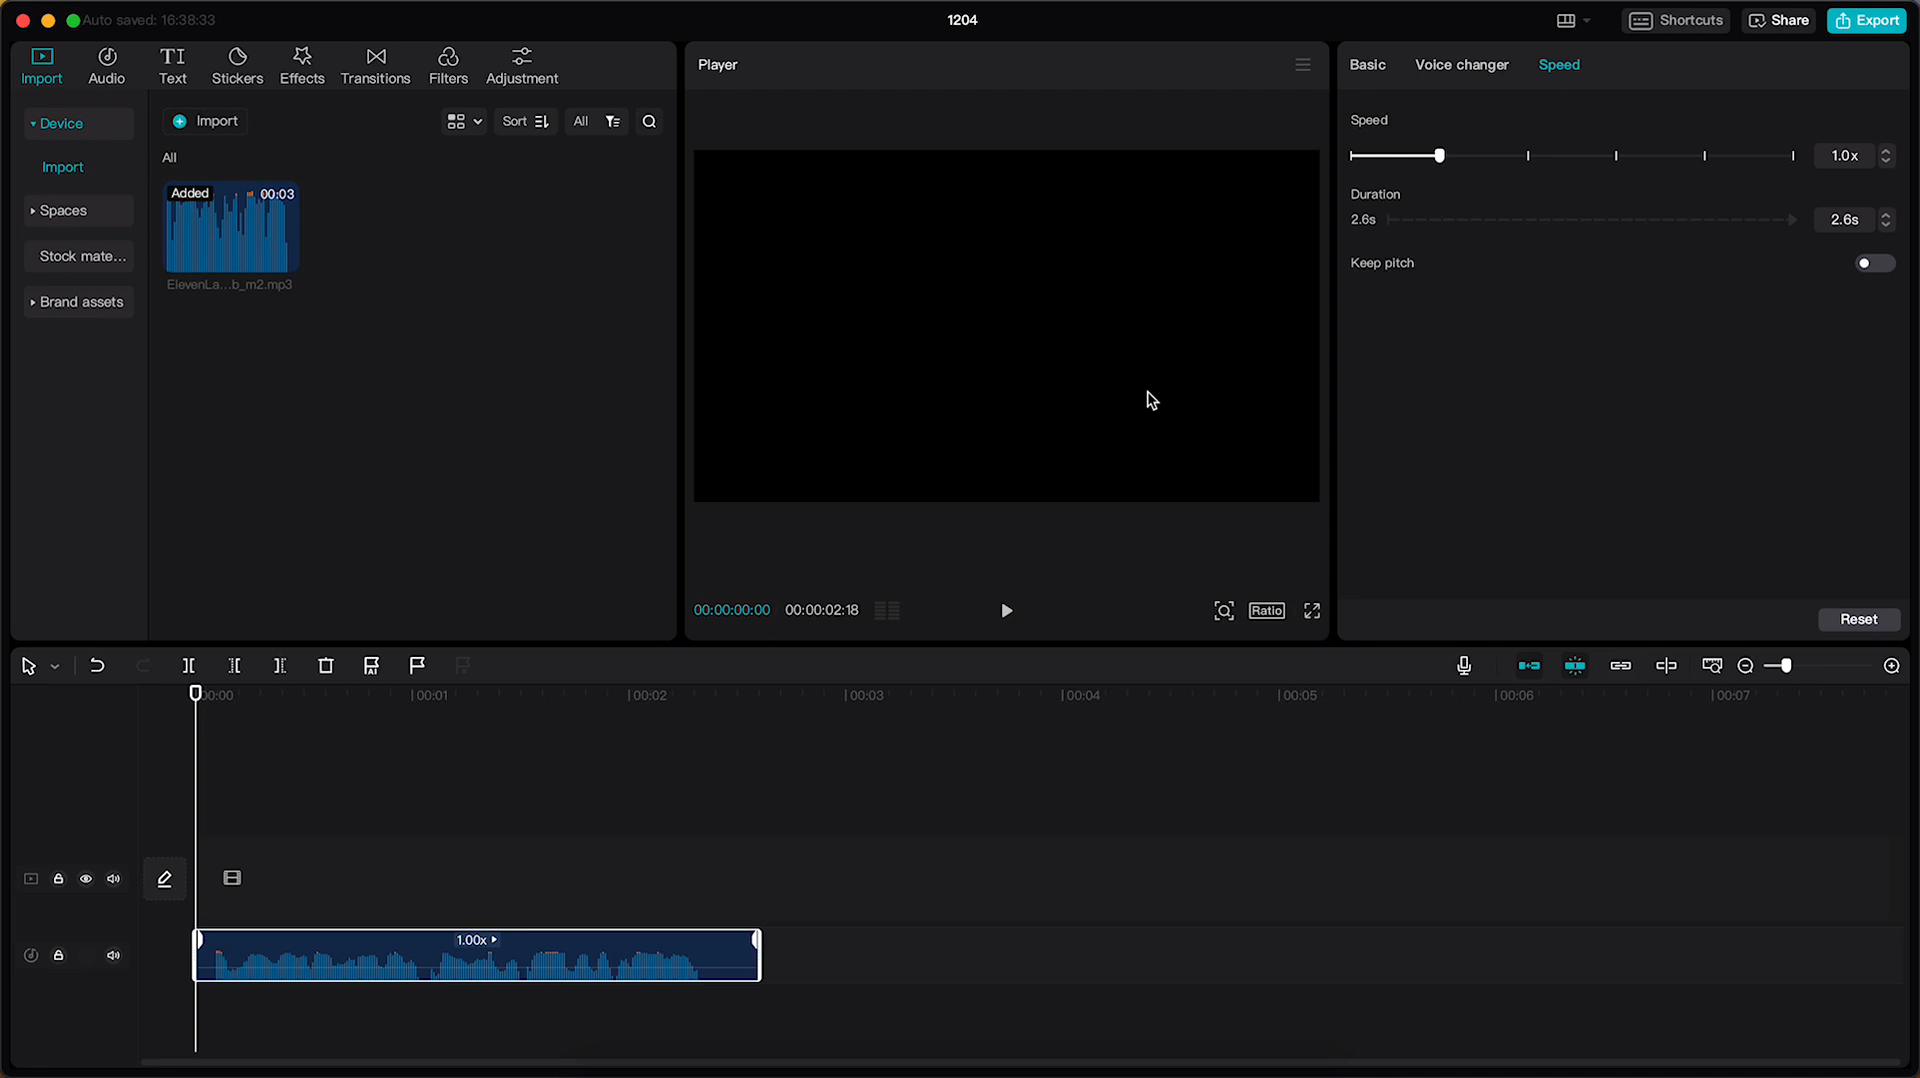 Auto saved: 16:38:33
1204
Shortcuts
Share
Export
Import
Audio
TI
Text
Stickers
Effects
Transitions
Filters
Adjustment
Device
Import
Spaces
Stock mate...
Brand assets
Import
Sort
All
All
Added
00:03
ElevenLa...b_m2.mp3
Player
00:00:00:00
00:00:02:18
Ratio
Basic
Voice changer
Speed
Speed
1.0x
Duration
2.6s
2.6s
Keep pitch
Reset
AI
00:00
00:01
00:02
00:03
00:04
00:05
00:06
00:07
1.00x